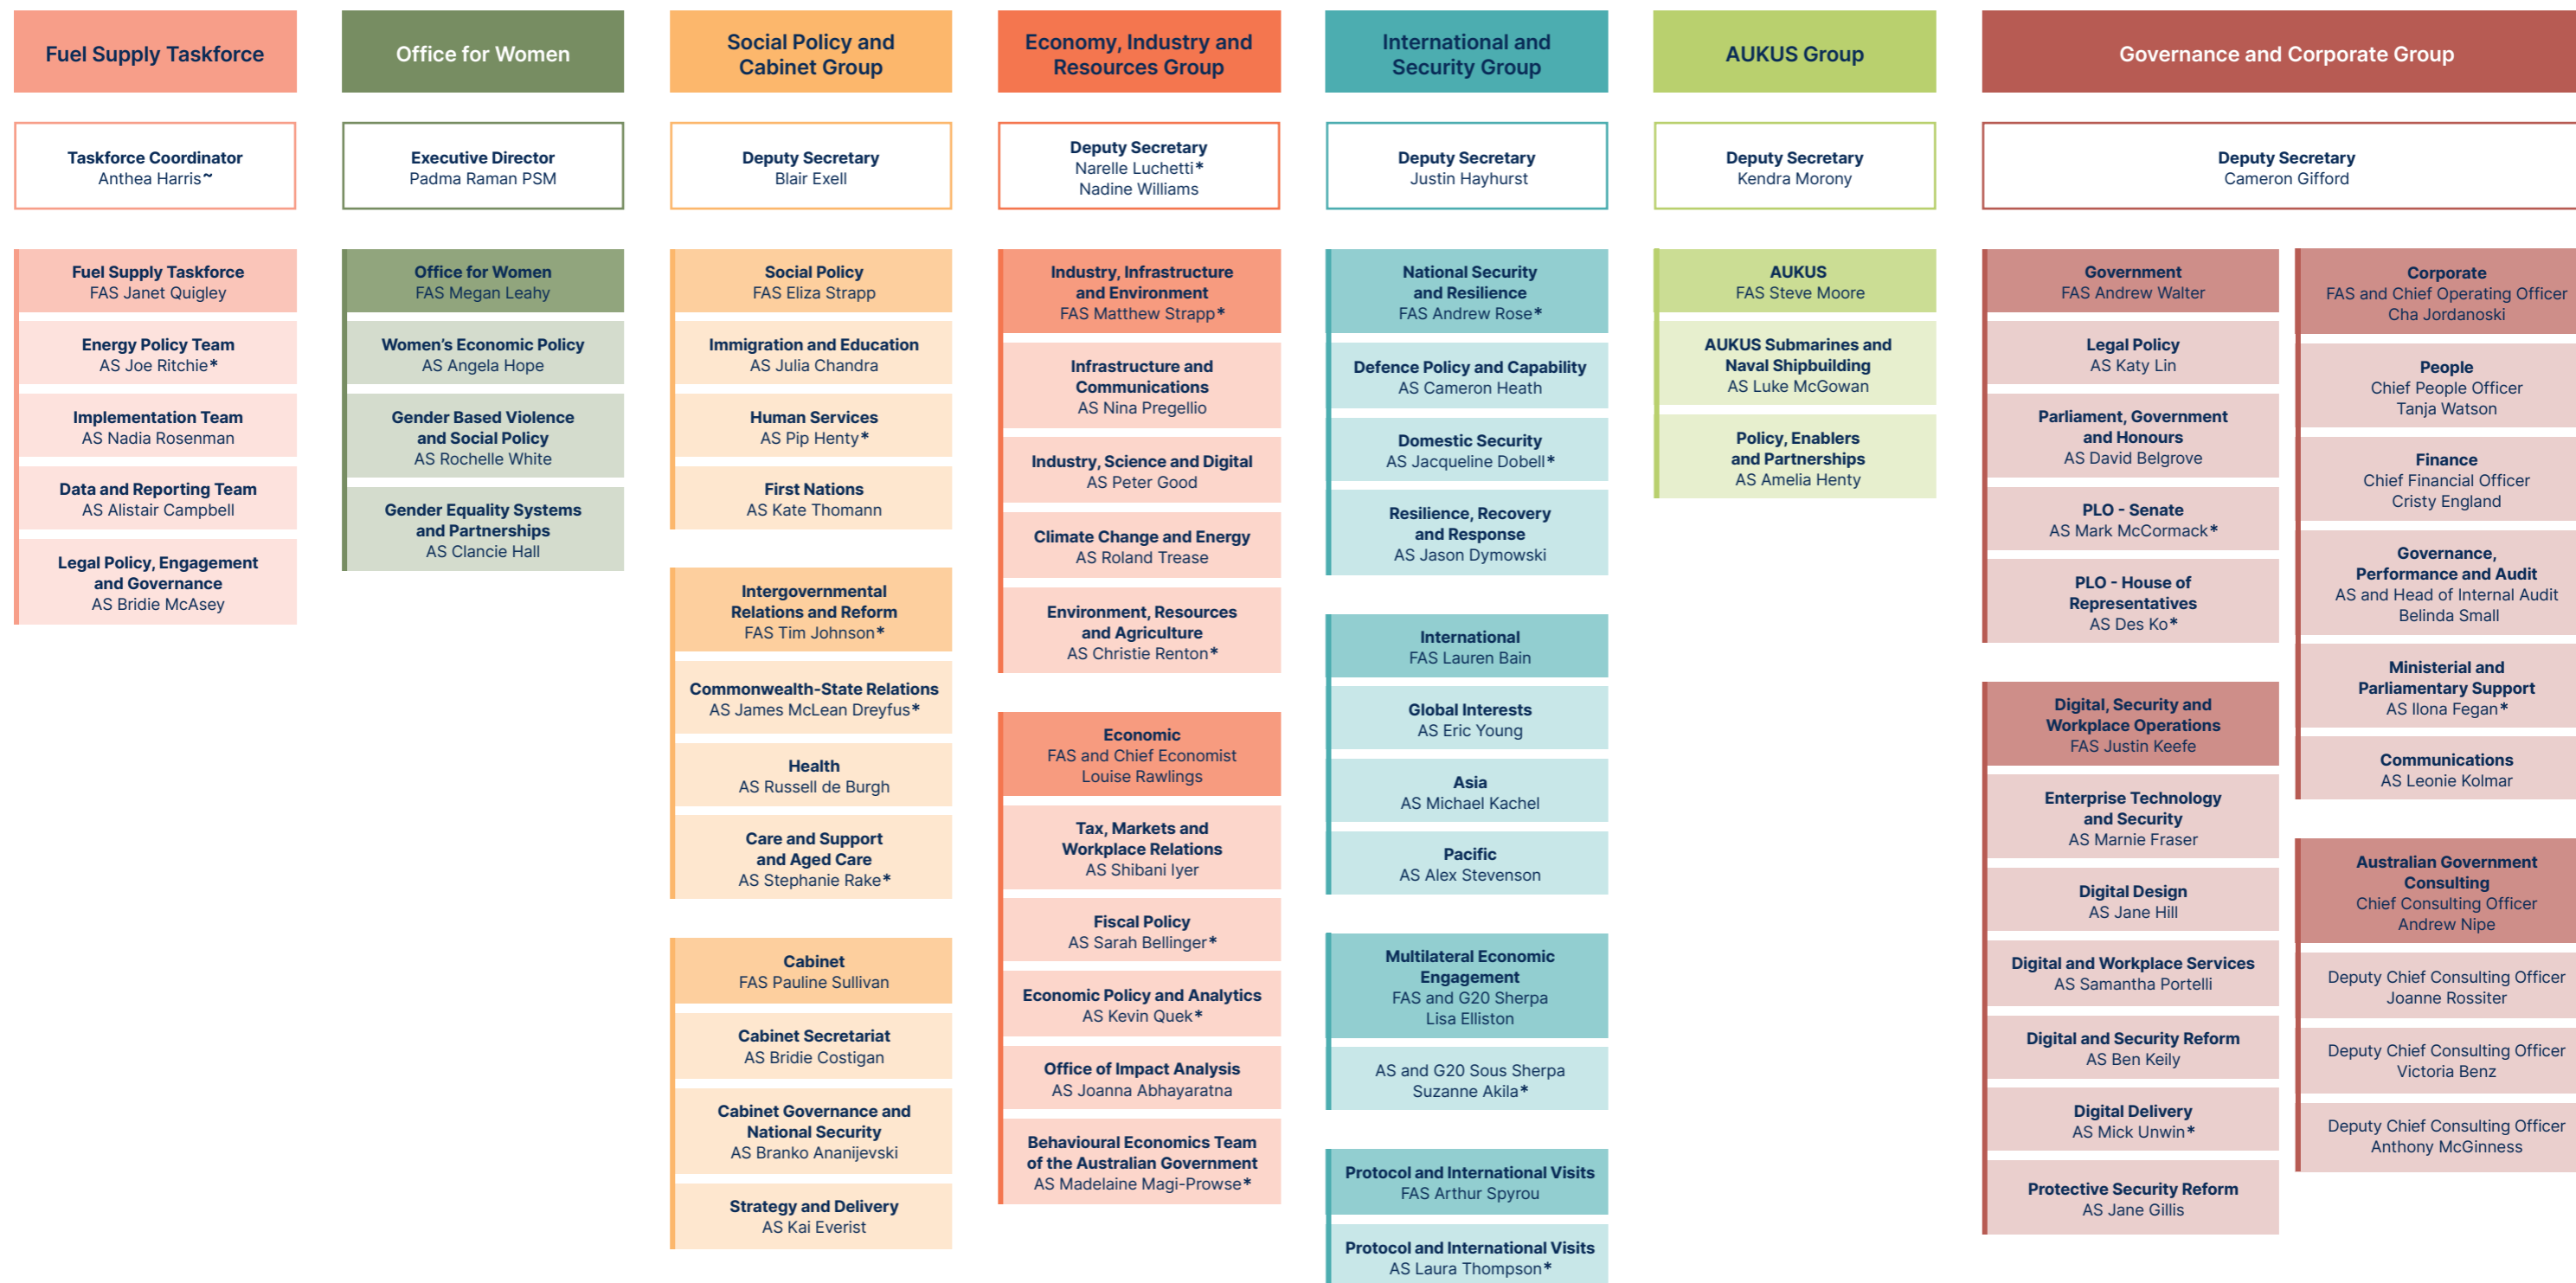 Fuel Supply Taskforce
Taskforce Coordinator
Anthea Harris~
Fuel Supply Taskforce
FAS Janet Quigley
Energy Policy Team
AS Joe Ritchie*
Implementation Team
AS Nadia Rosenman
Data and Reporting Team
AS Alistair Campbell
Legal Policy, Engagement
and Governance
AS Bridie McAsey
Office for Women
Executive Director
Padma Raman PSM
Office for Women
FAS Megan Leahy
Women's Economic Policy
AS Angela Hope
Gender Based Violence
and Social Policy
AS Rochelle White
Gender Equality Systems
and Partnerships
AS Clancie Hall
Social Policy and
Cabinet Group
Deputy Secretary
Blair Exell
Social Policy
FAS Eliza Strapp
Immigration and Education
AS Julia Chandra
Human Services
AS Pip Henty*
First Nations
AS Kate Thomann
Intergovernmental
Relations and Reform
FAS Tim Johnson*
Commonwealth-State Relations
AS James McLean Dreyfus*
Health
AS Russell de Burgh
Care and Support
and Aged Care
AS Stephanie Rake*
Cabinet
FAS Pauline Sullivan
Cabinet Secretariat
AS Bridie Costigan
Cabinet Governance and
National Security
AS Branko Ananijevski
Strategy and Delivery
AS Kai Everist
Economy, Industry and
Resources Group
Deputy Secretary
Narelle Luchetti*
Nadine Williams
Industry, Infrastructure
and Environment
FAS Matthew Strapp*
Infrastructure and
Communications
AS Nina Pregellio
Industry, Science and Digital
AS Peter Good
Climate Change and Energy
AS Roland Trease
Environment, Resources
and Agriculture
AS Christie Renton*
Economic
FAS and Chief Economist
Louise Rawlings
Tax, Markets and
Workplace Relations
AS Shibani Iyer
Fiscal Policy
AS Sarah Bellinger*
Economic Policy and Analytics
AS Kevin Quek*
Office of Impact Analysis
AS Joanna Abhayaratna
Behavioural Economics Team
of the Australian Government
AS Madelaine Magi-Prowse*
International and
Security Group
Deputy Secretary
Justin Hayhurst
National Security
and Resilience
FAS Andrew Rose*
Defence Policy and Capability
AS Cameron Heath
Domestic Security
AS Jacqueline Dobell*
Resilience, Recovery
and Response
AS Jason Dymowski
International
FAS Lauren Bain
Global Interests
AS Eric Young
Asia
AS Michael Kachel
Pacific
AS Alex Stevenson
Multilateral Economic
Engagement
FAS and G20 Sherpa
Lisa Elliston
AS and G20 Sous Sherpa
Suzanne Akila*
Protocol and International Visits
FAS Arthur Spyrou
Protocol and International Visits
AS Laura Thompson*
AUKUS Group
Deputy Secretary
Kendra Morony
AUKUS
FAS Steve Moore
AUKUS Submarines and
Naval Shipbuilding
AS Luke McGowan
Policy, Enablers
and Partnerships
AS Amelia Henty
Governance and Corporate Group
Deputy Secretary
Cameron Gifford
Government
FAS Andrew Walter
Legal Policy
AS Katy Lin
Parliament, Government
and Honours
AS David Belgrove
PLO - Senate
AS Mark McCormack*
PLO - House of
Representatives
AS Des Ko*
Digital, Security and
Workplace Operations
FAS Justin Keefe
Enterprise Technology
and Security
AS Marnie Fraser
Digital Design
AS Jane Hill
Digital and Workplace Services
AS Samantha Portelli
Digital and Security Reform
AS Ben Keily
Digital Delivery
AS Mick Unwin*
Protective Security Reform
AS Jane Gillis
Corporate
FAS and Chief Operating Officer
Cha Jordanoski
People
Chief People Officer
Tanja Watson
Finance
Chief Financial Officer
Cristy England
Governance,
Performance and Audit
AS and Head of Internal Audit
Belinda Small
Ministerial and
Parliamentary Support
AS Ilona Fegan*
Communications
AS Leonie Kolmar
Australian Government
Consulting
Chief Consulting Officer
Andrew Nipe
Deputy Chief Consulting Officer
Joanne Rossiter
Deputy Chief Consulting Officer
Victoria Benz
Deputy Chief Consulting Officer
Anthony McGinness